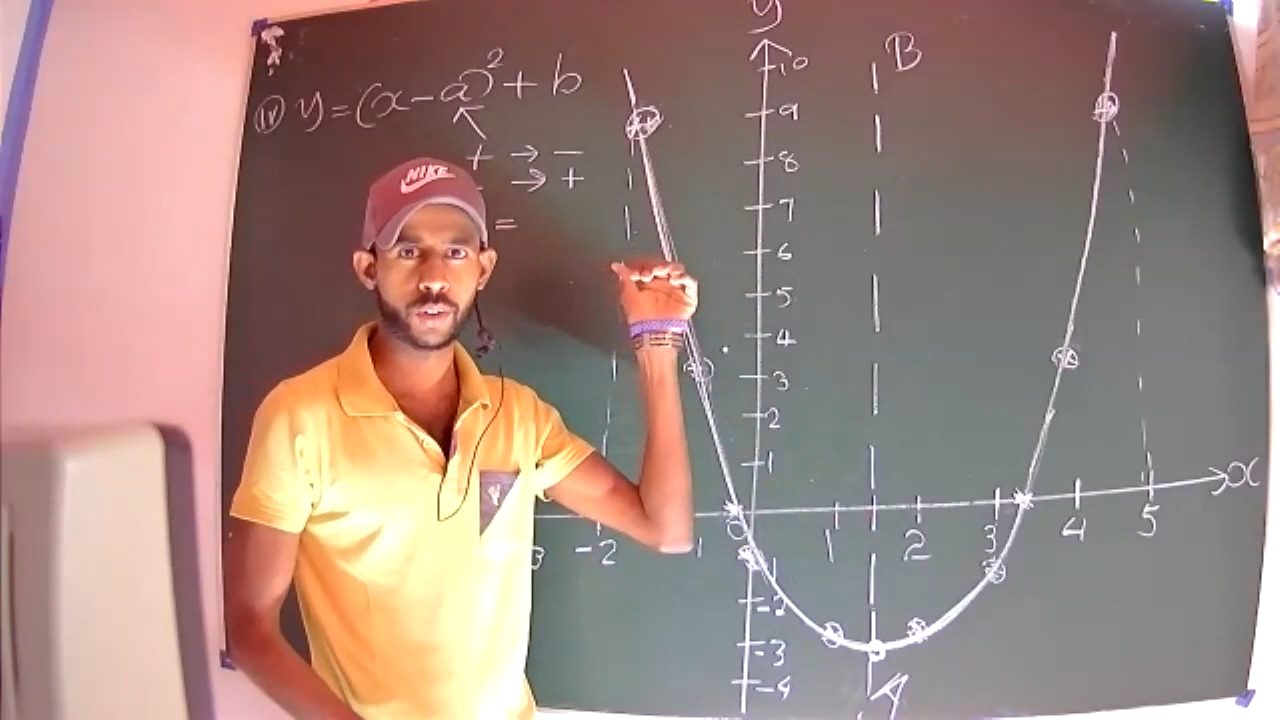 (iv) y=(x-a)²+b
+ → -
→ +
=
NIKE
y
B
10
9
8
7
6
5
4
3
2
1
x
3 -2 1 0 1 2 3 4 5
-2
-3
-4
A